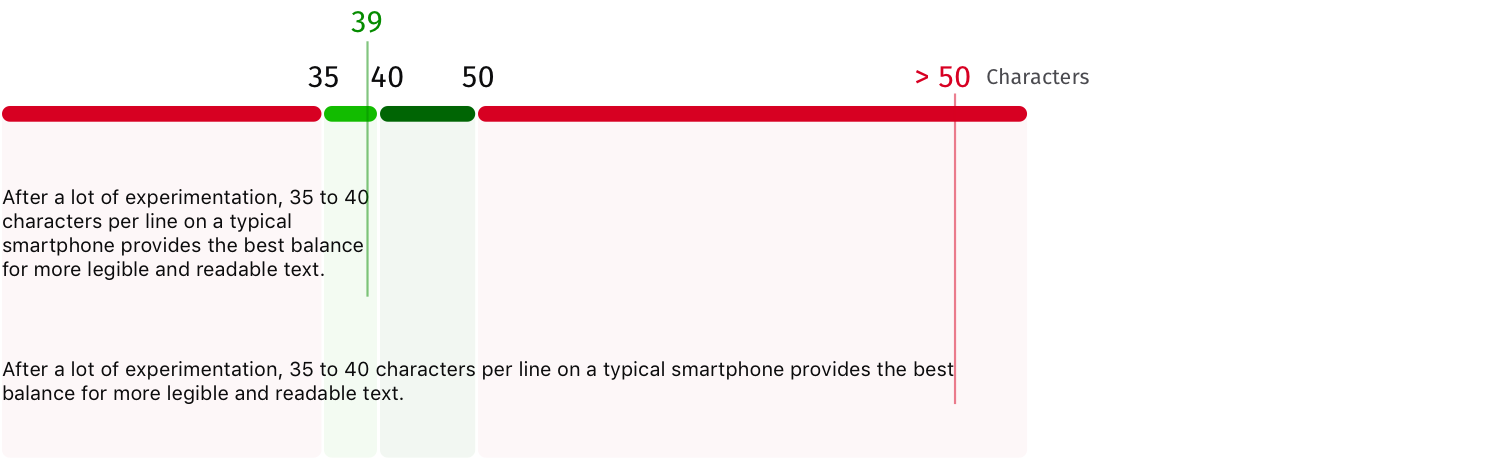 39
35 40 50 > 50 Characters
After a lot of experimentation, 35 to 40
characters per line on a typical
smartphone provides the best balance
for more legible and readable text.
After a lot of experimentation, 35 to 40 characters per line on a typical smartphone provides the best
balance for more legible and readable text.